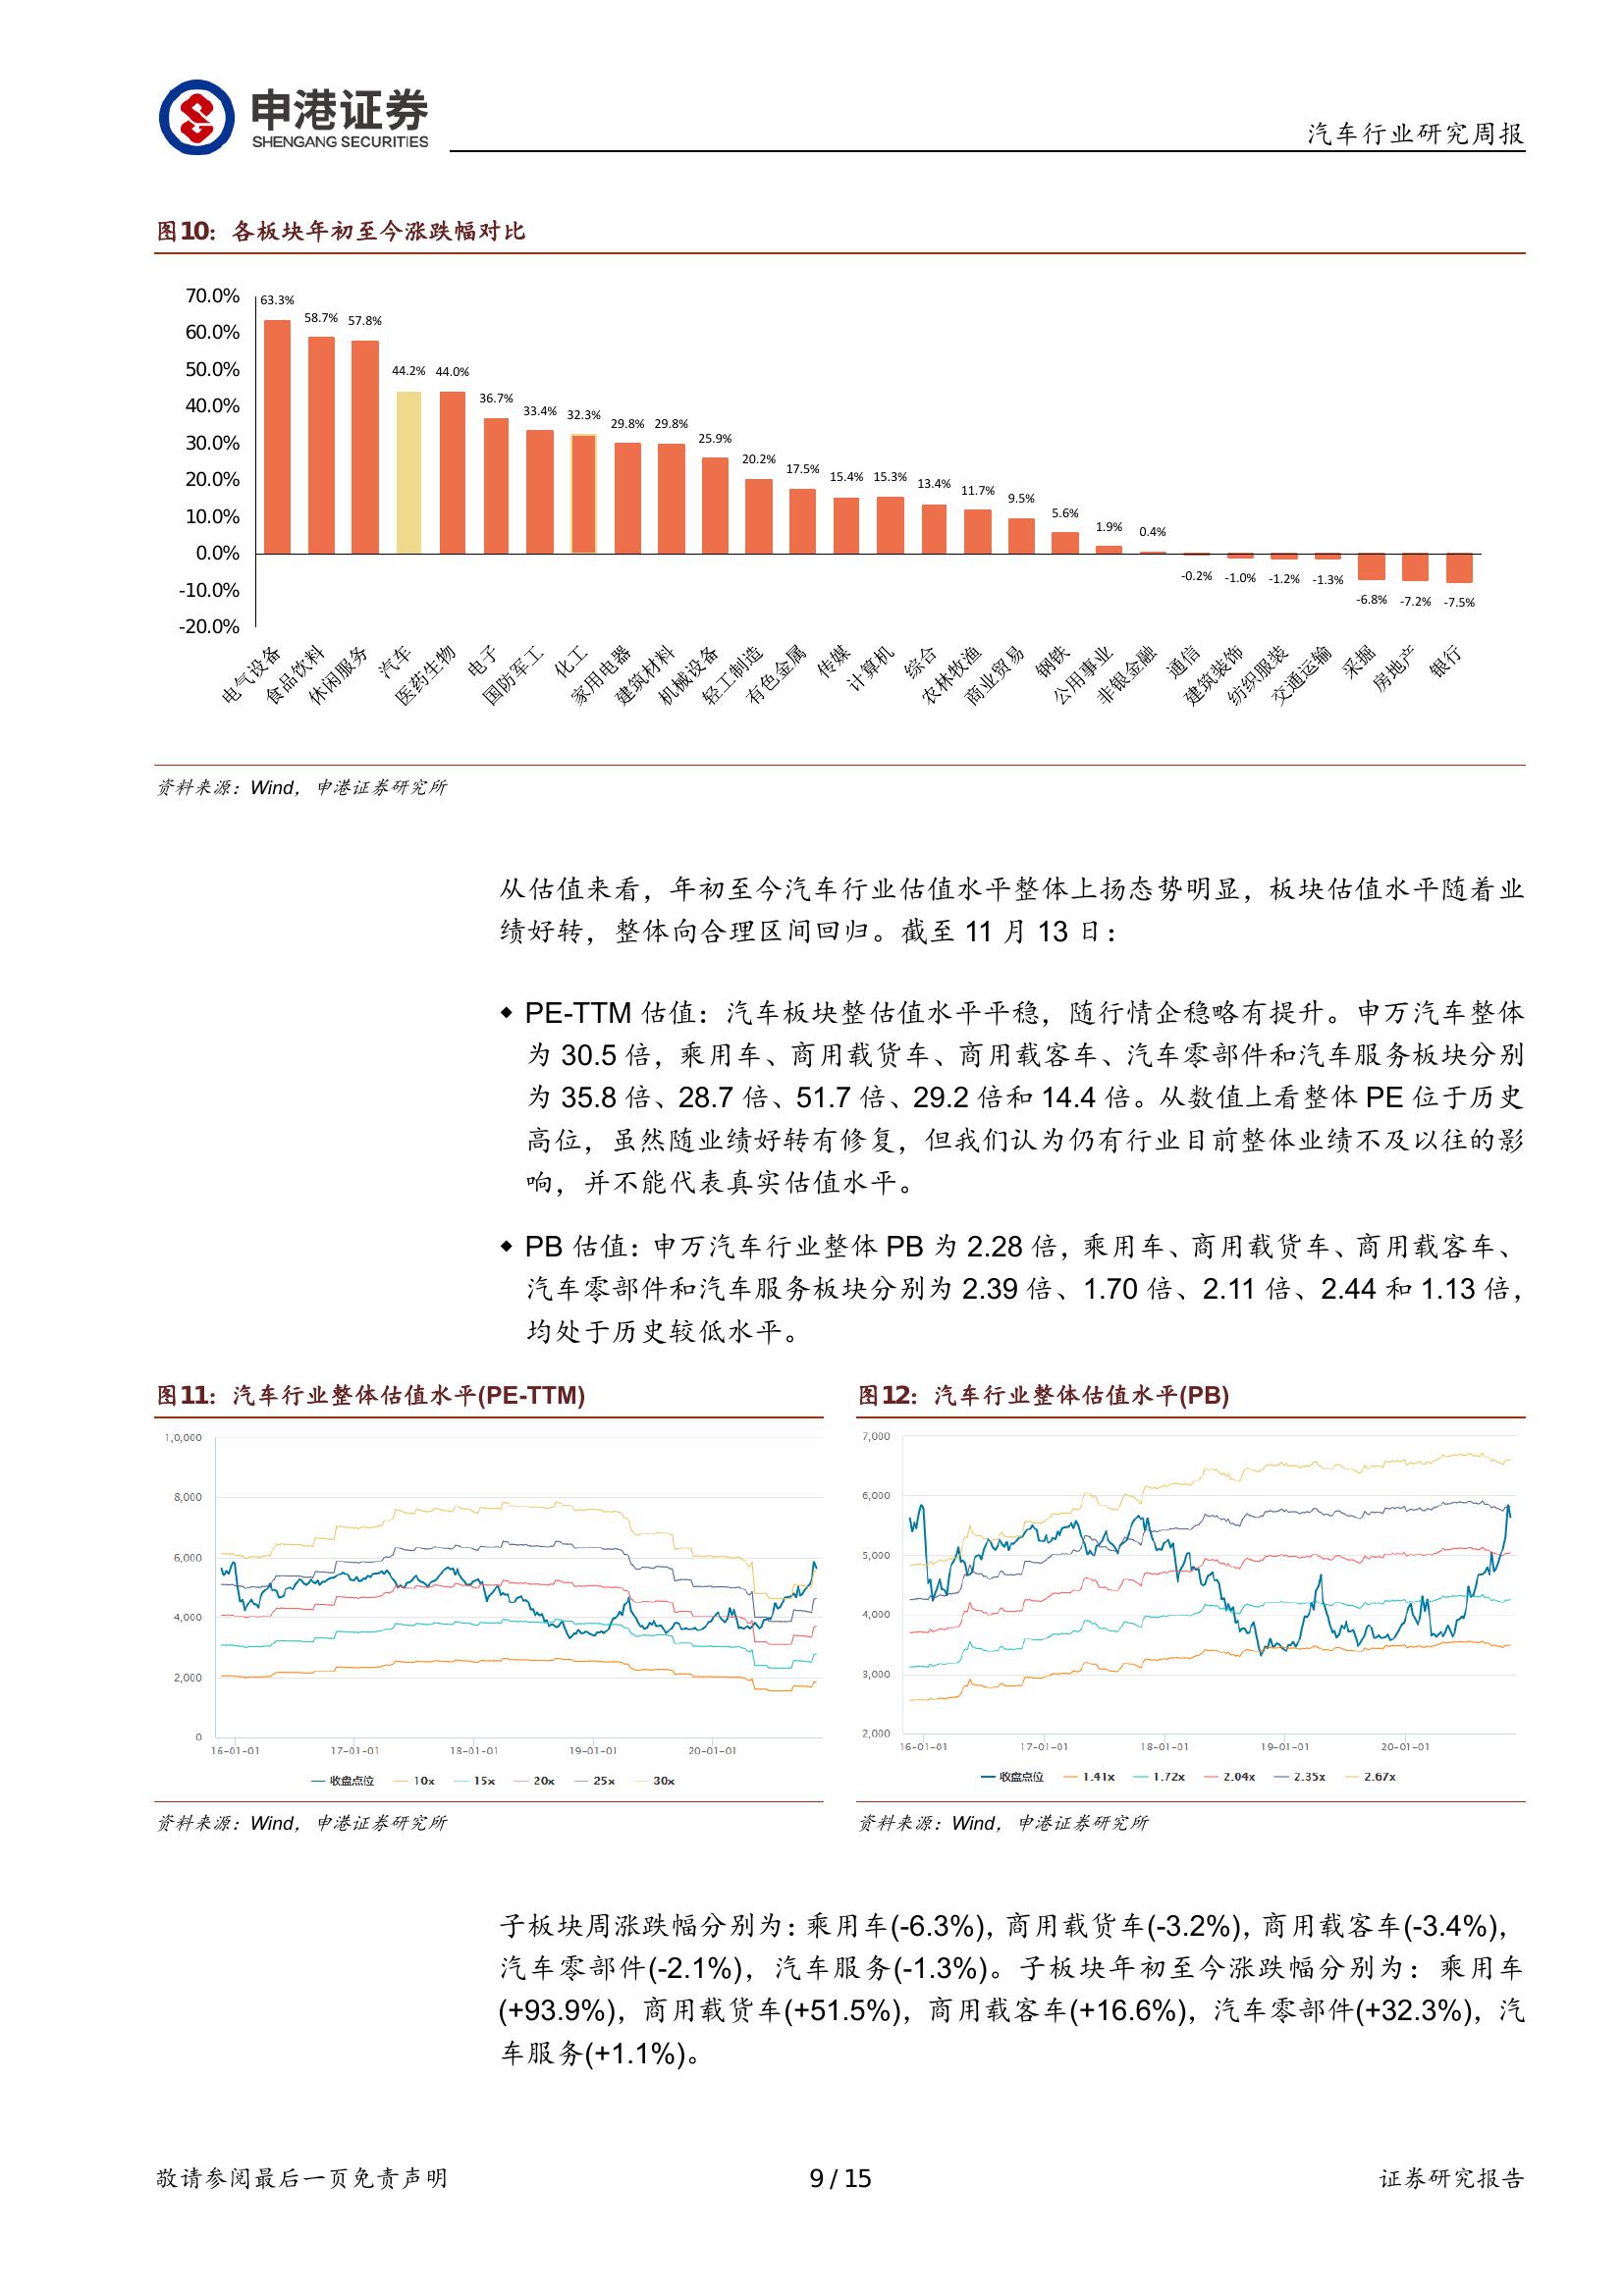 申港证券
SHENGANG SECURITIES
汽车行业研究周报
图10：各板块年初至今涨跌幅对比
70.0%
60.0%
50.0%
40.0%
30.0%
20.0%
10.0%
0.0%
-10.0%
-20.0%
63.3%
58.7%
57.8%
44.2%
44.0%
36.7%
33.4%
32.3%
29.8%
29.8%
25.9%
20.2%
17.5%
15.4%
15.3%
13.4%
11.7%
9.5%
5.6%
1.9%
0.4%
-0.2%
-1.0%
-1.2%
-1.3%
-6.8%
-7.2%
-7.5%
电气设备
食品饮料
休闲服务
汽车
医药生物
电子
国防军工
化工
家用电器
建筑材料
机械设备
轻工制造
有色金属
传媒
计算机
综合
农林牧渔
商业贸易
钢铁
公用事业
非银金融
通信
建筑装饰
纺织服装
交通运输
采掘
房地产
银行
资料来源：Wind，申港证券研究所
从估值来看，年初至今汽车行业估值水平整体上扬态势明显，板块估值水平随着业
绩好转，整体向合理区间回归。截至 11 月 13 日：
◆ PE-TTM 估值：汽车板块整估值水平平稳，随行情企稳略有提升。申万汽车整体
为 30.5 倍，乘用车、商用载货车、商用载客车、汽车零部件和汽车服务板块分别
为 35.8 倍、28.7 倍、51.7 倍、29.2 倍和 14.4 倍。从数值上看整体 PE 位于历史
高位，虽然随业绩好转有修复，但我们认为仍有行业目前整体业绩不及以往的影
响，并不能代表真实估值水平。
◆ PB 估值：申万汽车行业整体 PB 为 2.28 倍，乘用车、商用载货车、商用载客车、
汽车零部件和汽车服务板块分别为 2.39 倍、1.70 倍、2.11 倍、2.44 和 1.13 倍，
均处于历史较低水平。
图11：汽车行业整体估值水平(PE-TTM)
1,0,000
8,000
6,000
4,000
2,000
0
16-01-01
17-01-01
18-01-01
19-01-01
20-01-01
收盘点位 10x 15x 20x 25x 30x
资料来源：Wind，申港证券研究所
图12：汽车行业整体估值水平(PB)
7,000
6,000
5,000
4,000
3,000
2,000
16-01-01
17-01-01
18-01-01
19-01-01
20-01-01
收盘点位 1.41x 1.72x 2.04x 2.35x 2.67x
资料来源：Wind，申港证券研究所
子板块周涨跌幅分别为：乘用车(-6.3%)，商用载货车(-3.2%)，商用载客车(-3.4%)，
汽车零部件(-2.1%)，汽车服务(-1.3%)。子板块年初至今涨跌幅分别为：乘用车
(+93.9%)，商用载货车(+51.5%)，商用载客车(+16.6%)，汽车零部件(+32.3%)，汽
车服务(+1.1%)。
敬请参阅最后一页免责声明
9 / 15
证券研究报告